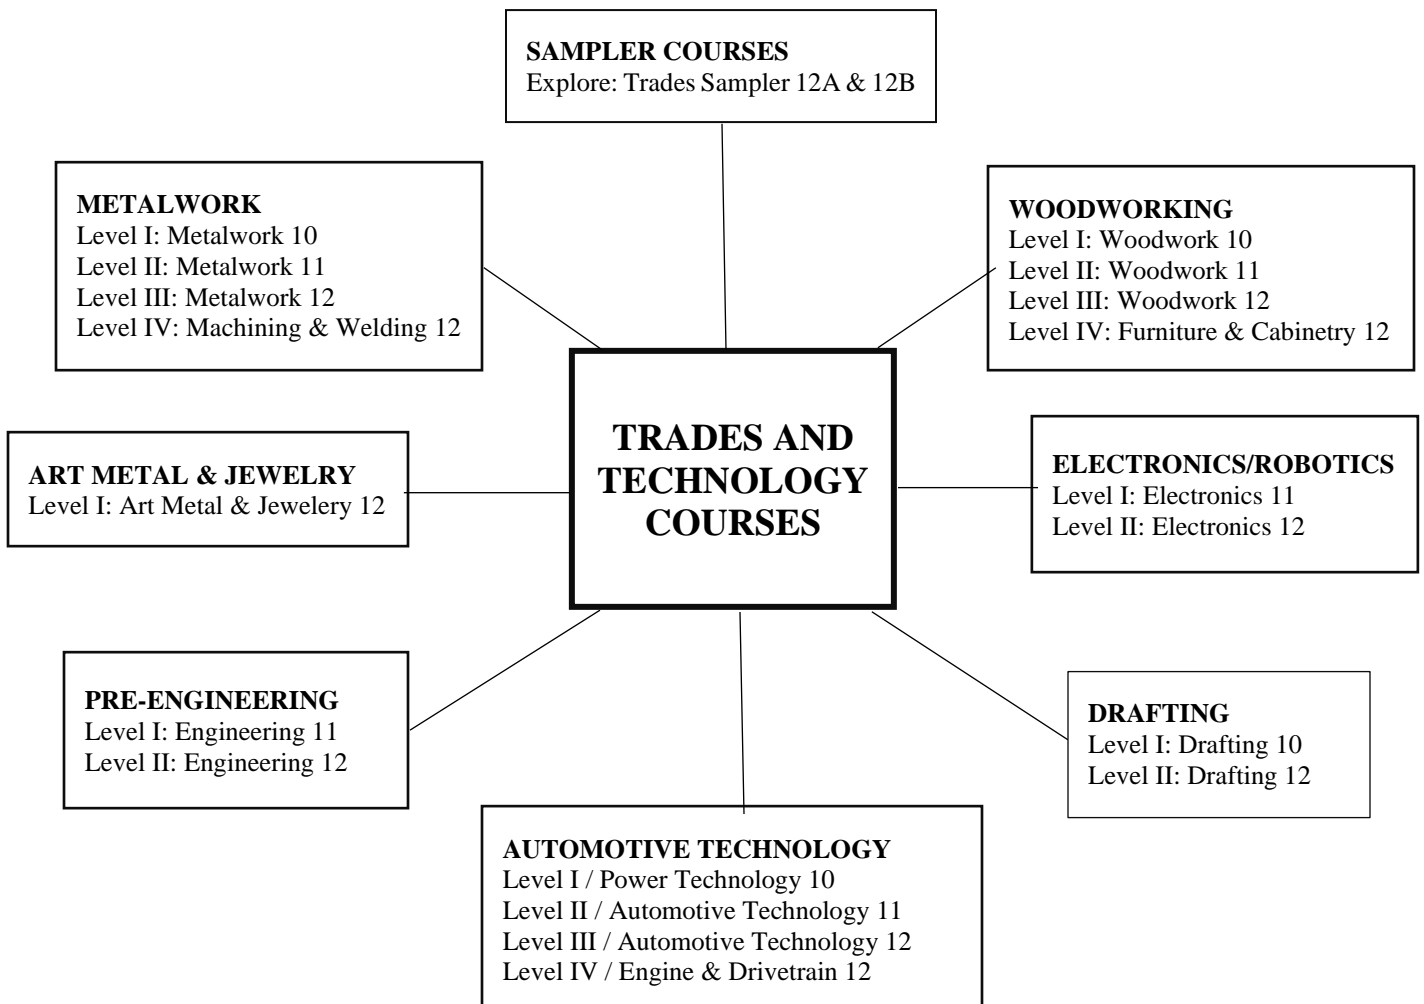 SAMPLER COURSES
Explore: Trades Sampler 12A & 12B
METALWORK
Level I: Metalwork 10
Level II: Metalwork 11
Level III: Metalwork 12
Level IV: Machining & Welding 12
WOODWORKING
Level I: Woodwork 10
Level II: Woodwork 11
Level III: Woodwork 12
Level IV: Furniture & Cabinetry 12
TRADES AND
TECHNOLOGY
COURSES
ART METAL & JEWELRY
Level I: Art Metal & Jewelery 12
ELECTRONICS/ROBOTICS
Level I: Electronics 11
Level II: Electronics 12
PRE-ENGINEERING
Level I: Engineering 11
Level II: Engineering 12
DRAFTING
Level I: Drafting 10
Level II: Drafting 12
AUTOMOTIVE TECHNOLOGY
Level I / Power Technology 10
Level II / Automotive Technology 11
Level III / Automotive Technology 12
Level IV / Engine & Drivetrain 12